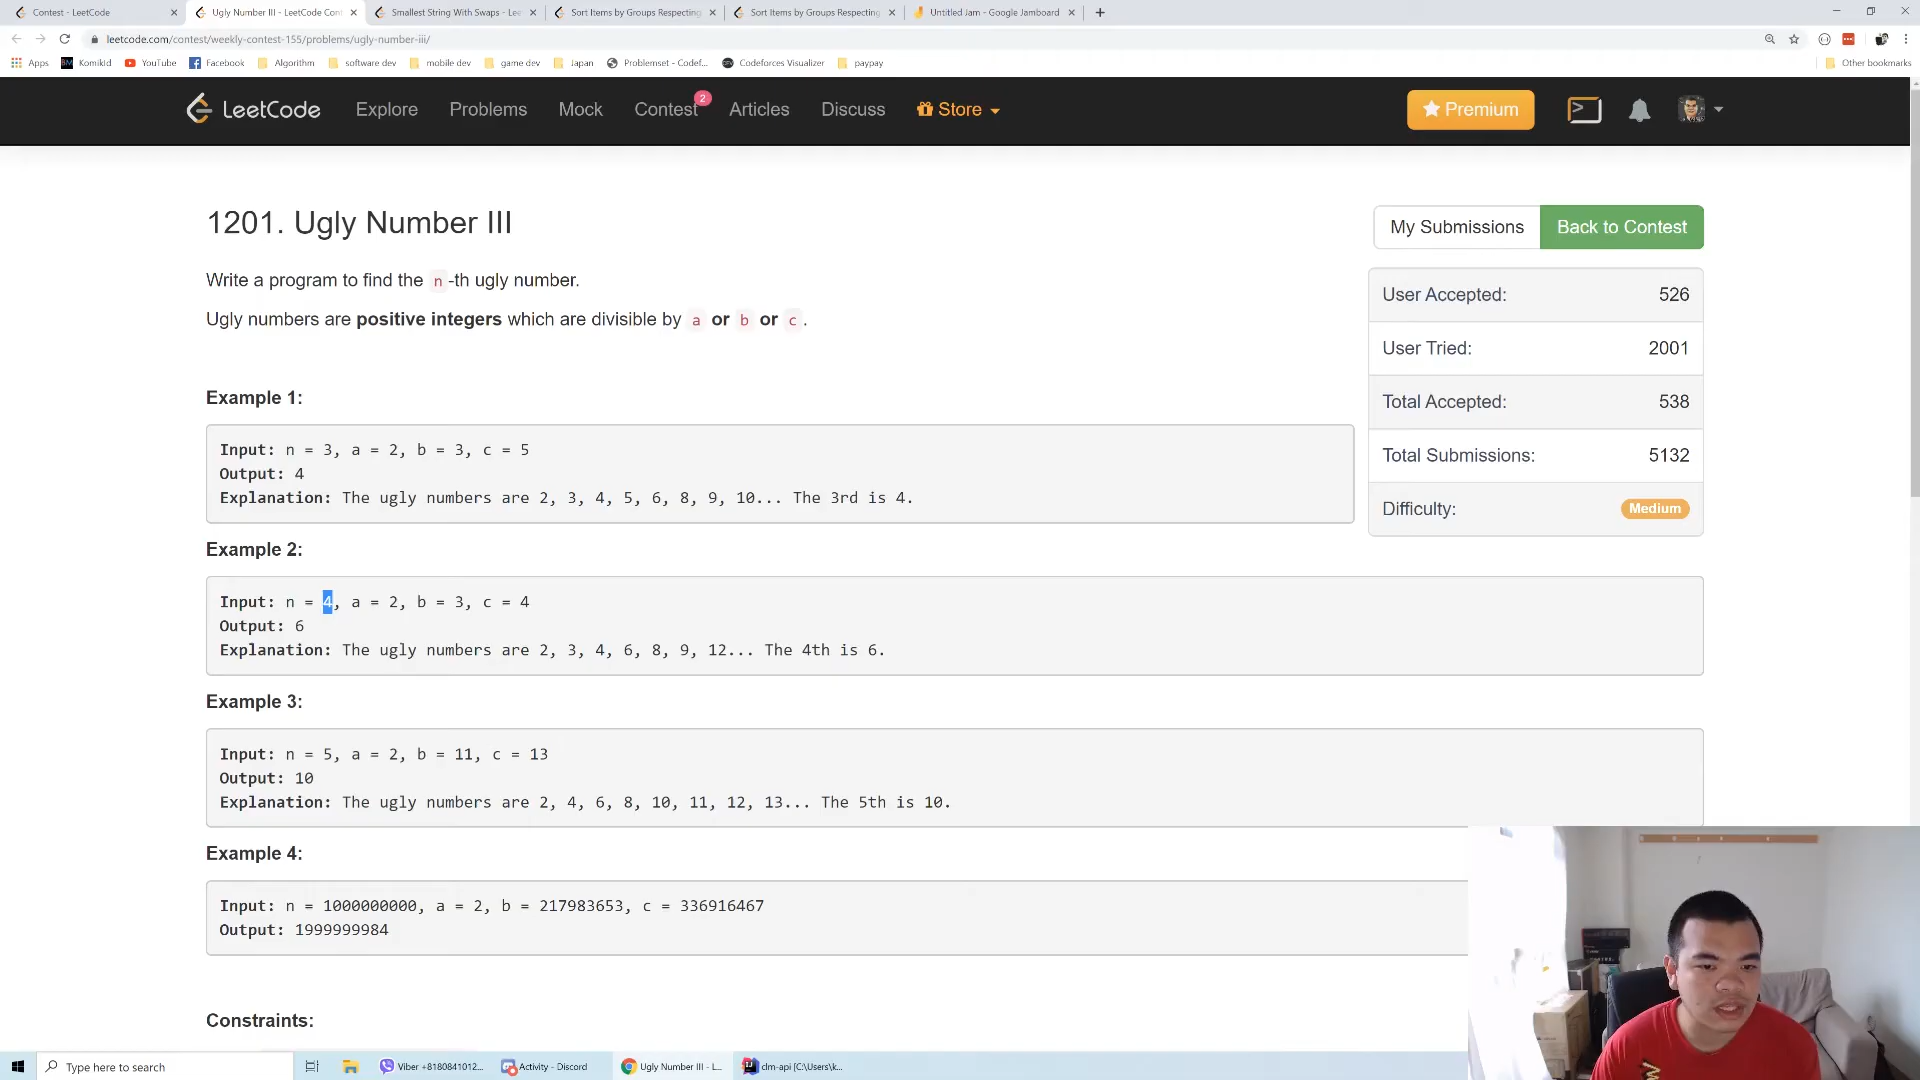 Contest - LeetCode
Ugly Number III - LeetCode Cont
Smallest String With Swaps - Lee
Sort Items by Groups Respecting
Sort Items by Groups Respecting
Untitled Jam - Google Jamboard
leetcode.com/contest/weekly-contest-155/problems/ugly-number-iii/
Apps
KomikId
YouTube
Facebook
Algorithm
software dev
mobile dev
game dev
Japan
Problemset - Codef...
Codeforces Visualizer
paypay
Other bookmarks
LeetCode
Explore
Problems
Mock
Contest
2
Articles
Discuss
Store
Premium
1201. Ugly Number III
My Submissions
Back to Contest
Write a program to find the n -th ugly number.
Ugly numbers are positive integers which are divisible by a or b or c .
User Accepted: 526
User Tried: 2001
Total Accepted: 538
Total Submissions: 5132
Difficulty: Medium
Example 1:
Input: n = 3, a = 2, b = 3, c = 5
Output: 4
Explanation: The ugly numbers are 2, 3, 4, 5, 6, 8, 9, 10... The 3rd is 4.
Example 2:
Input: n = 4, a = 2, b = 3, c = 4
Output: 6
Explanation: The ugly numbers are 2, 3, 4, 6, 8, 9, 12... The 4th is 6.
Example 3:
Input: n = 5, a = 2, b = 11, c = 13
Output: 10
Explanation: The ugly numbers are 2, 4, 6, 8, 10, 11, 12, 13... The 5th is 10.
Example 4:
Input: n = 1000000000, a = 2, b = 217983653, c = 336916467
Output: 1999999984
Constraints:
Type here to search
Viber +8180841012...
Activity - Discord
Ugly Number III - L...
clm-api [C:\Users\k...